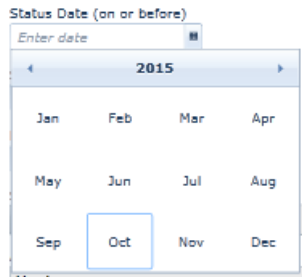 Status Date (on or before)
Enter date
2015
Jan Feb Mar Apr
May Jun Jul Aug
Sep Oct Nov Dec